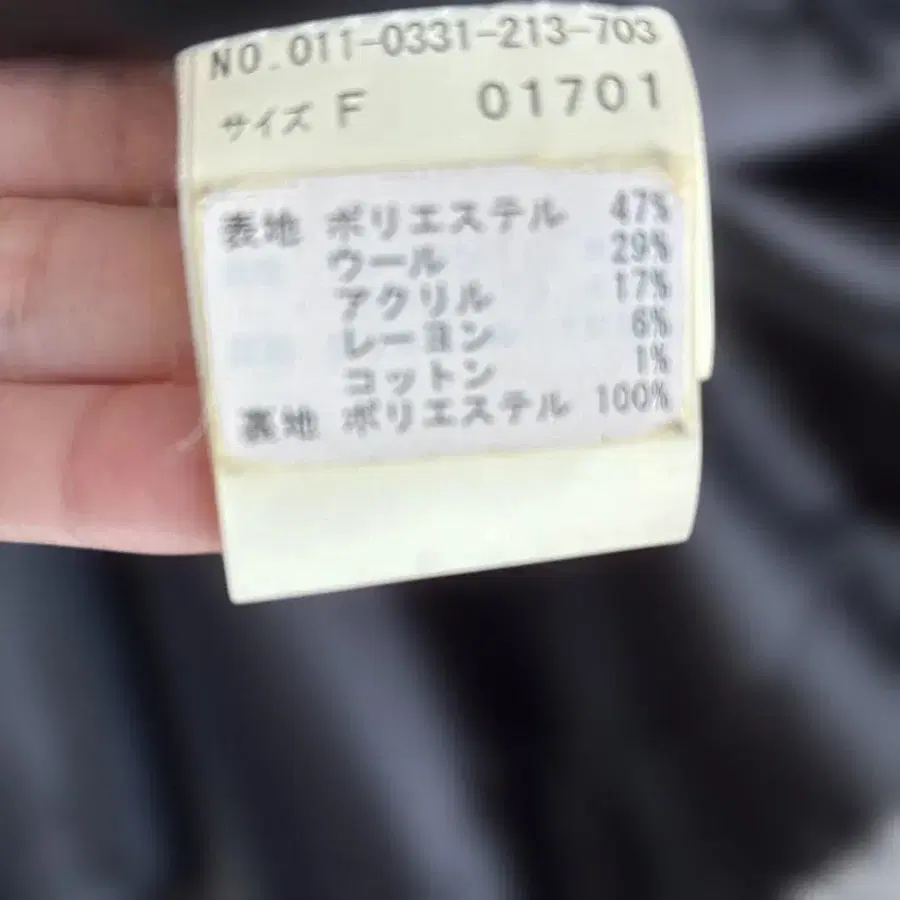 NO.011-0331-213-703
サイズ F 01701
表地 ポリエステル 47%
ウール 29%
アクリル 17%
レーヨン 6%
コットン 1%
裏地 ポリエステル 100%